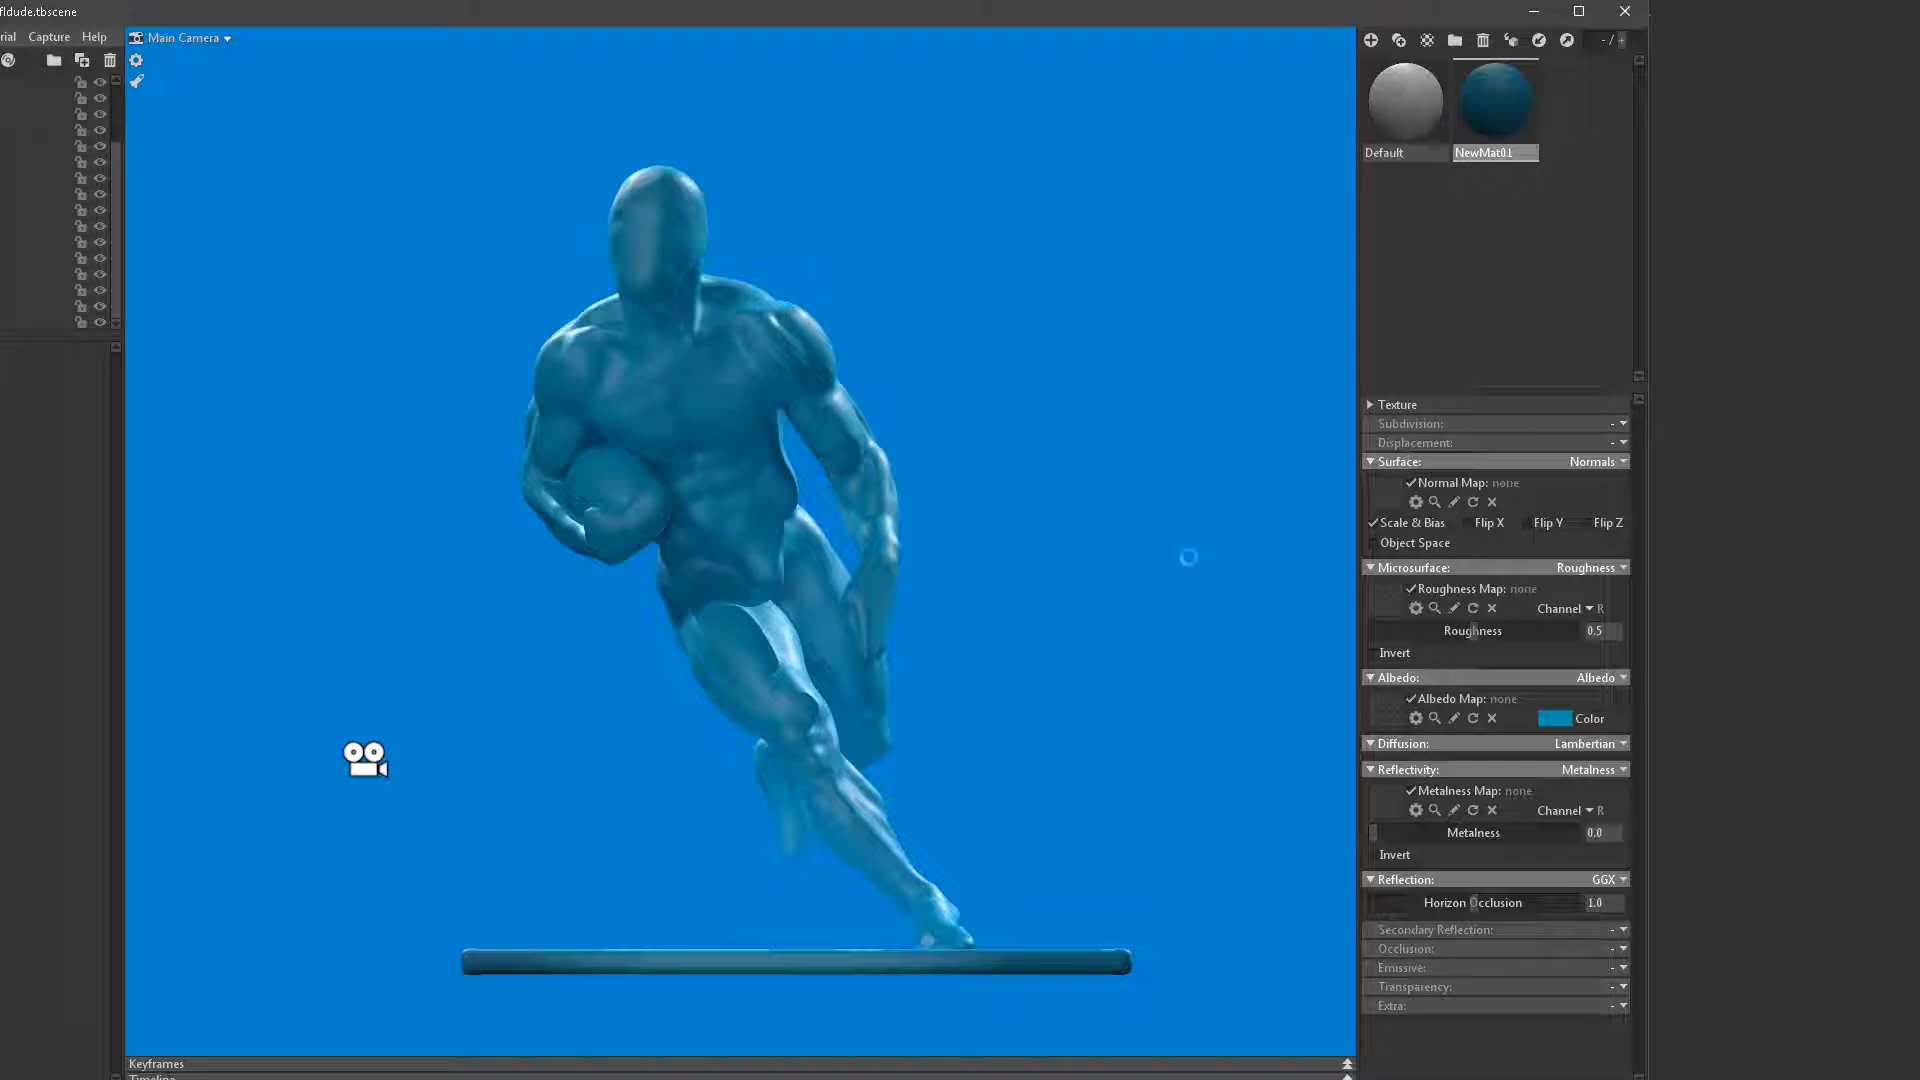 fldude.tbscene
rial Capture Help
Main Camera
- /
Default
NewMat01
Texture
Subdivision: -
Displacement: -
Surface: Normals
Normal Map: none
Scale & Bias Flip X Flip Y Flip Z
Object Space
Microsurface: Roughness
Roughness Map: none
Channel R
Roughness 0.5
Invert
Albedo: Albedo
Albedo Map: none
Color
Diffusion: Lambertian
Reflectivity: Metalness
Metalness Map: none
Channel R
Metalness 0.0
Invert
Reflection: GGX
Horizon Occlusion 1.0
Secondary Reflection: -
Occlusion: -
Emissive: -
Transparency: -
Extra: -
Keyframes
Timeline